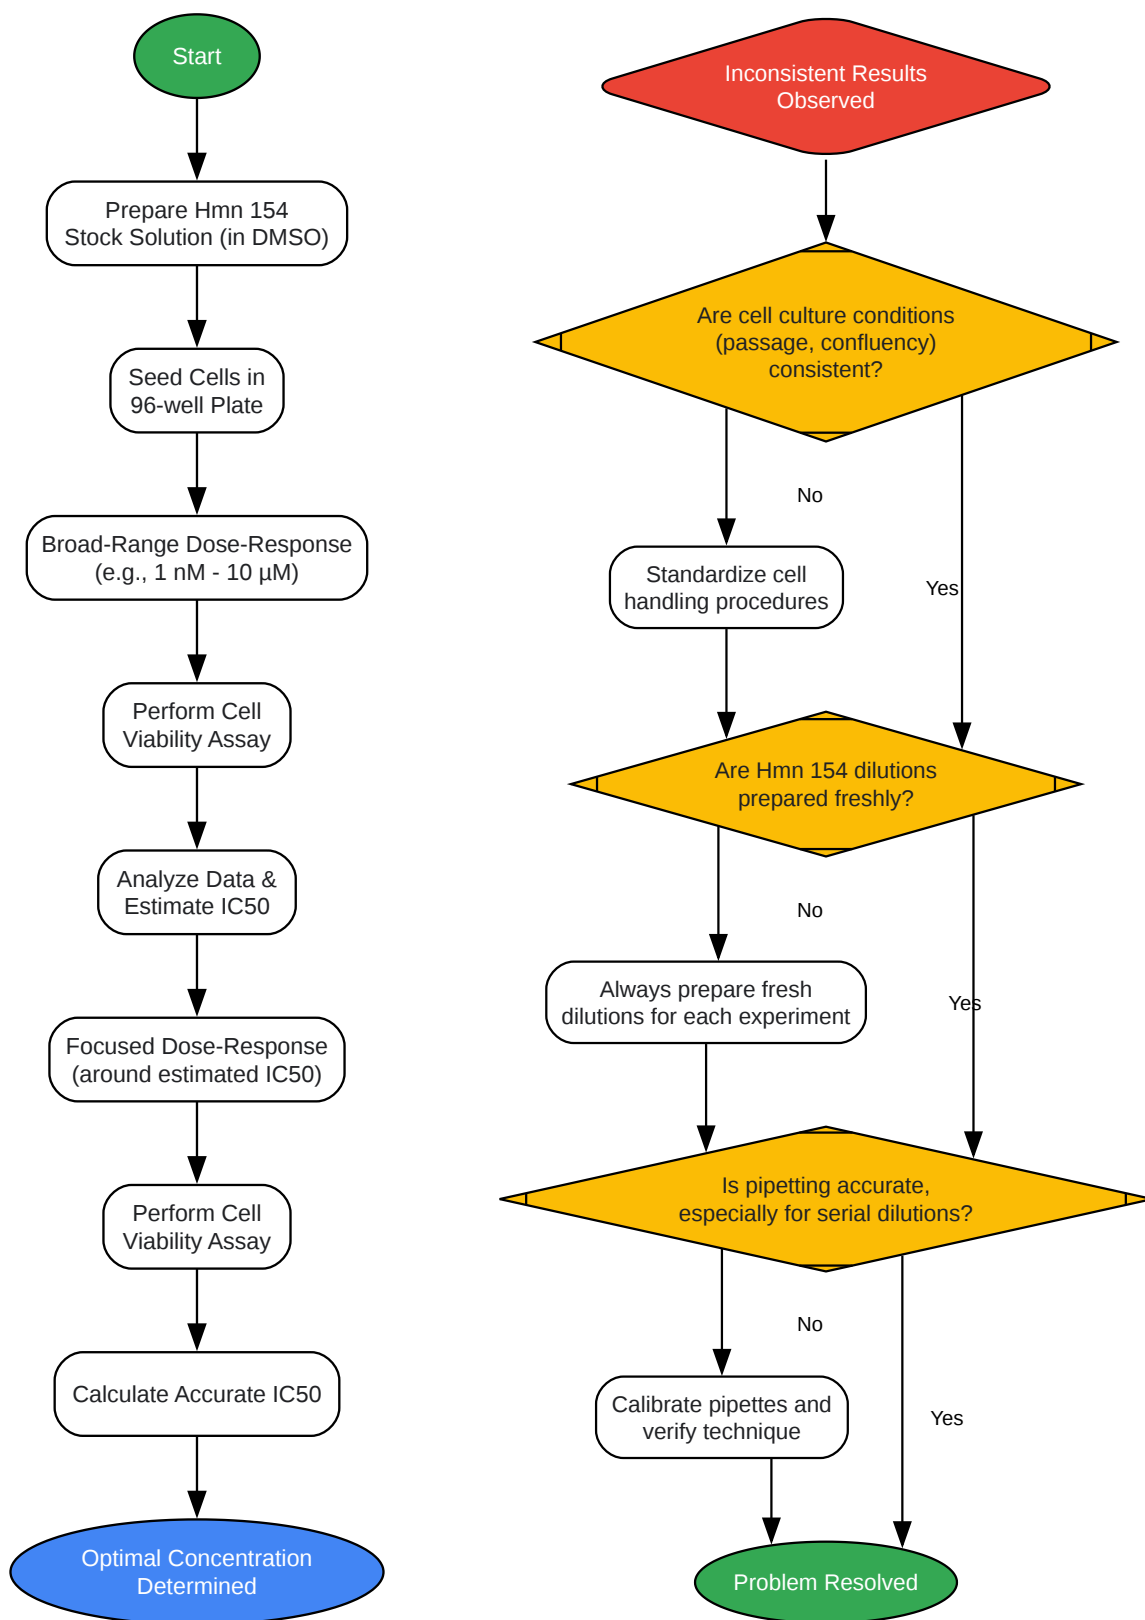 Start
Prepare Hmn 154
Stock Solution (in DMSO)
Seed Cells in
96-well Plate
Broad-Range Dose-Response
(e.g., 1 nM - 10 µM)
Perform Cell
Viability Assay
Analyze Data &
Estimate IC50
Focused Dose-Response
(around estimated IC50)
Perform Cell
Viability Assay
Calculate Accurate IC50
Optimal Concentration
Determined
Inconsistent Results
Observed
Are cell culture conditions
(passage, confluency)
consistent?
No
Standardize cell
handling procedures
Yes
Are Hmn 154 dilutions
prepared freshly?
No
Always prepare fresh
dilutions for each experiment
Yes
Is pipetting accurate,
especially for serial dilutions?
No
Calibrate pipettes and
verify technique
Yes
Problem Resolved